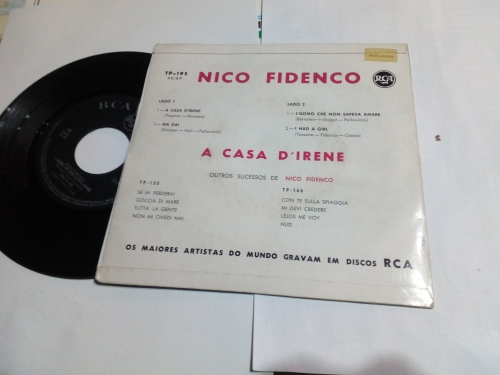 TP-195
NICO FIDENCO
RCA
LADO 1
1 — A CASA D'IRENE
2 — MA DAI
LADO 2
1 — L'UOMO CHE NON SAPEVA AMARE
2 — I HAD A GIRL
A CASA D'IRENE
OUTROS SUCESSOS DE NICO FIDENCO
TP-150
SE MI PERDERAI
GOCCIA DI MARE
TUTTA LA GENTE
NON MI CHIEDI MAI
TP-166
CON TE SULLA SPIAGGIA
MI DEVI CREDERE
LEJOS ME VOY
HUD
OS MAIORES ARTISTAS DO MUNDO GRAVAM EM DISCOS RCA
RCA